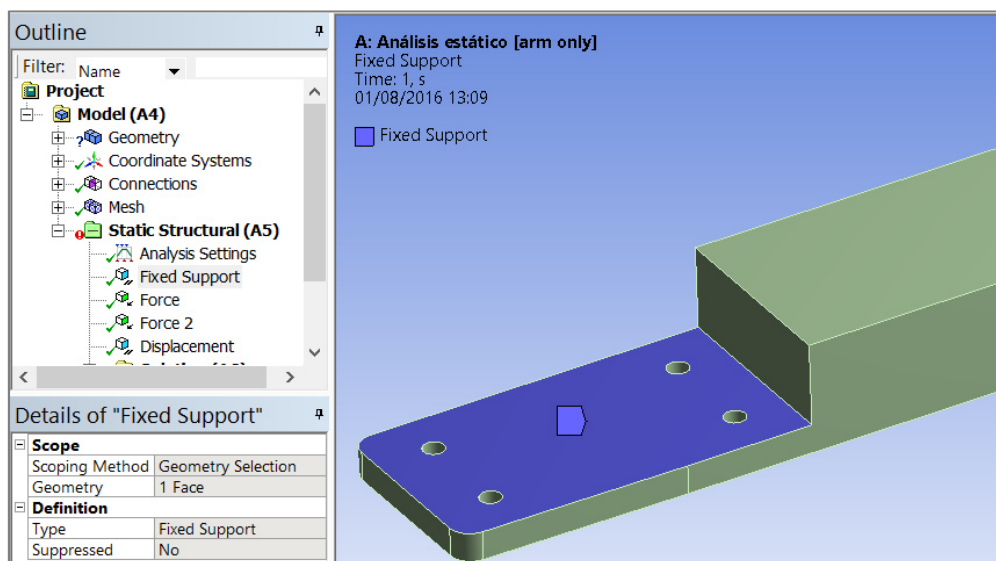 Outline
Filter: Name
Project
Model (A4)
Geometry
Coordinate Systems
Connections
Mesh
Static Structural (A5)
Analysis Settings
Fixed Support
Force
Force 2
Displacement
Details of "Fixed Support"
Scope
Scoping Method Geometry Selection
Geometry 1 Face
Definition
Type Fixed Support
Suppressed No
A: Análisis estático [arm only]
Fixed Support
Time: 1, s
01/08/2016 13:09
Fixed Support